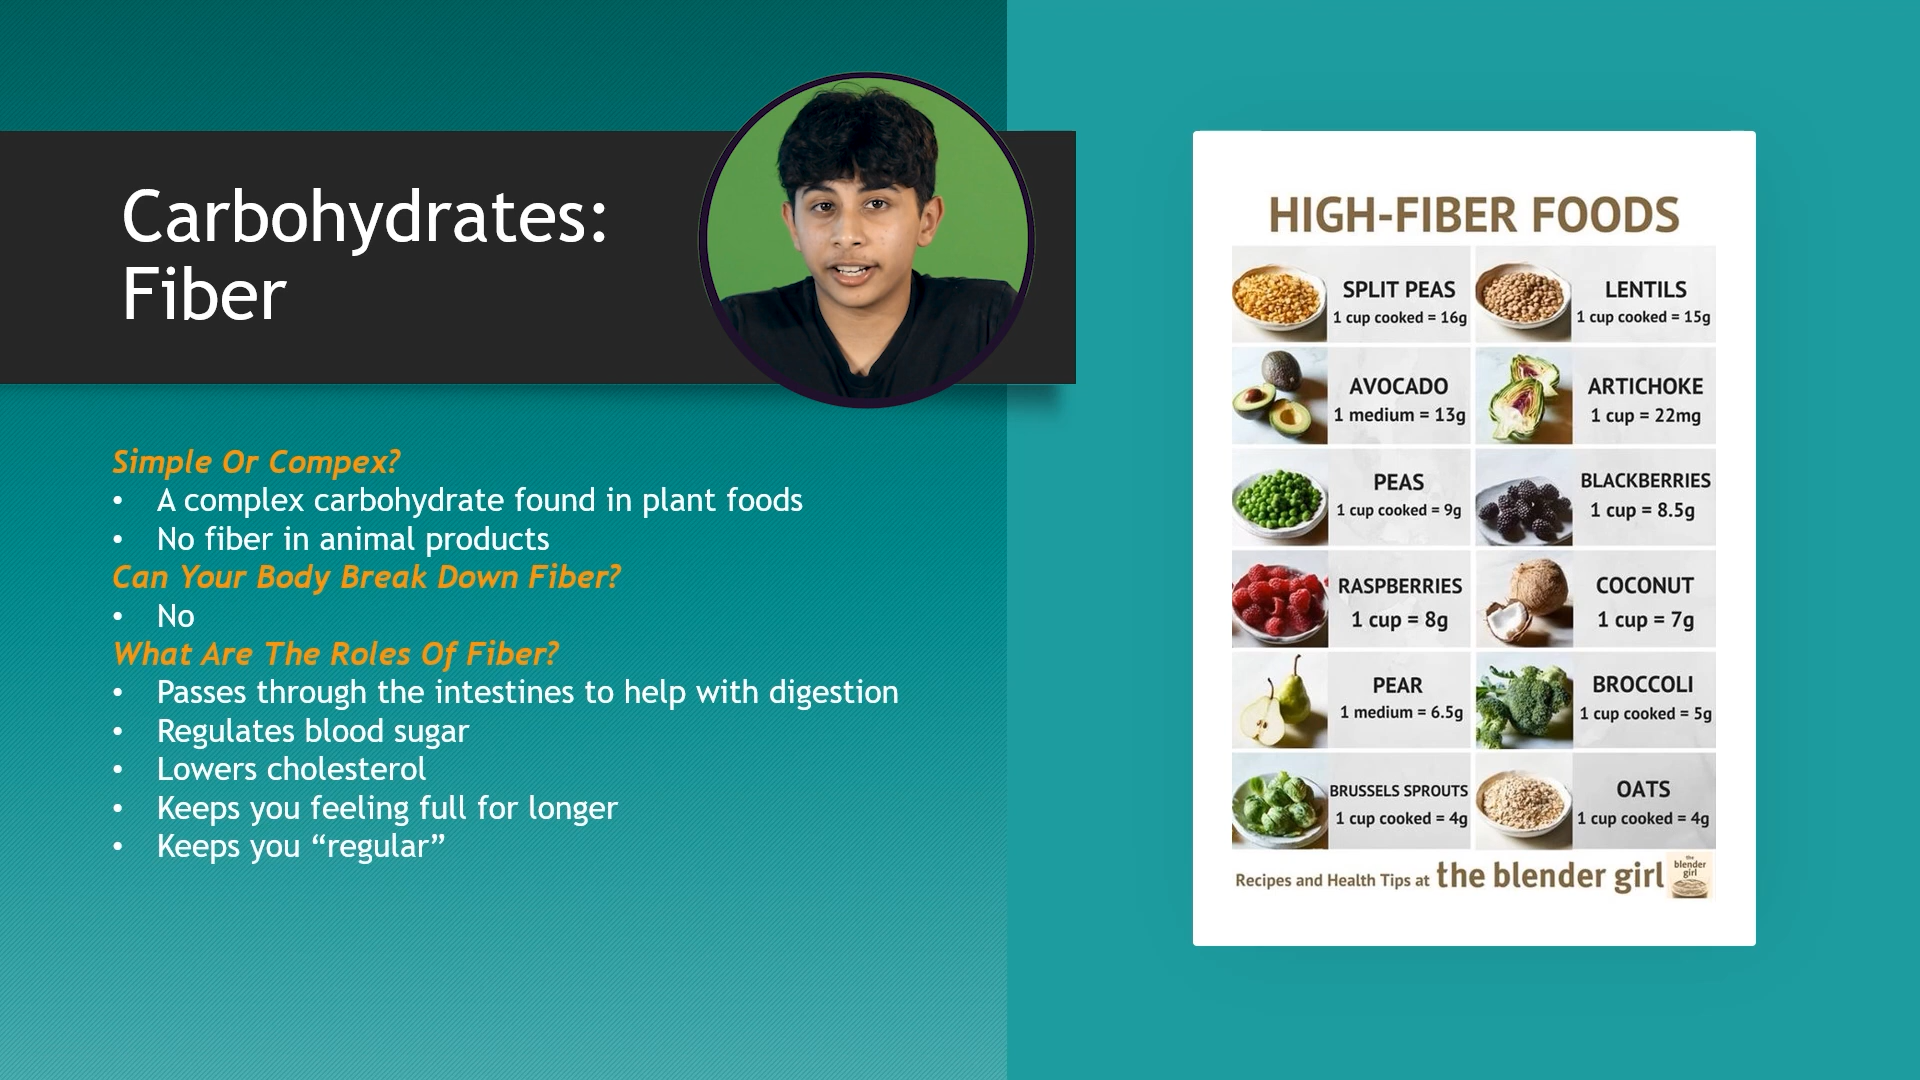 Carbohydrates:
Fiber
Simple Or Compex?
• A complex carbohydrate found in plant foods
• No fiber in animal products
Can Your Body Break Down Fiber?
• No
What Are The Roles Of Fiber?
• Passes through the intestines to help with digestion
• Regulates blood sugar
• Lowers cholesterol
• Keeps you feeling full for longer
• Keeps you “regular”
HIGH-FIBER FOODS
SPLIT PEAS
1 cup cooked = 16g
LENTILS
1 cup cooked = 15g
AVOCADO
1 medium = 13g
ARTICHOKE
1 cup = 22mg
PEAS
1 cup cooked = 9g
BLACKBERRIES
1 cup = 8.5g
RASPBERRIES
1 cup = 8g
COCONUT
1 cup = 7g
PEAR
1 medium = 6.5g
BROCCOLI
1 cup cooked = 5g
BRUSSELS SPROUTS
1 cup cooked = 4g
OATS
1 cup cooked = 4g
Recipes and Health Tips at the blender girl
the
blender
girl